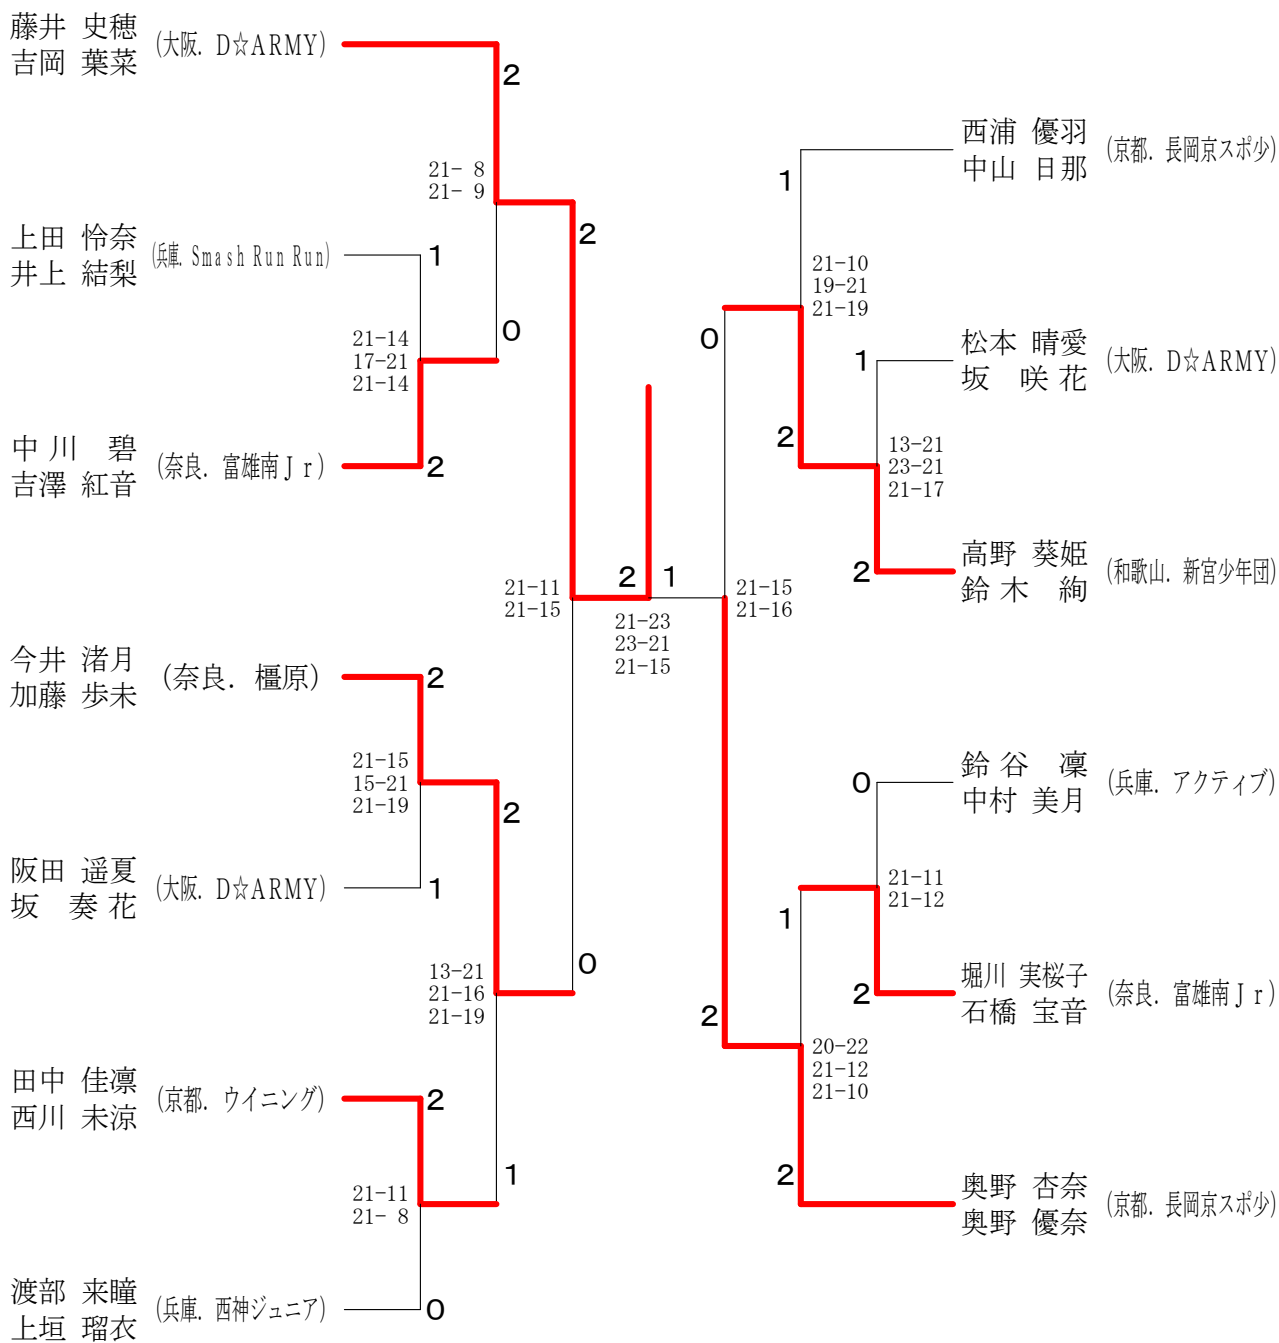 藤井 史穂
吉岡 葉菜
(大阪. D☆ARMY)
2
21- 8
21- 9
上田 怜奈
井上 結梨
(兵庫. Smash Run Run)
1
0
21-14
17-21
21-14
中川 碧
吉澤 紅音
(奈良. 富雄南Jr)
2
2
21-11
21-15
今井 渚月
加藤 歩未
(奈良. 橿原)
2
21-15
15-21
21-19
2
阪田 遥夏
坂 奏花
(大阪. D☆ARMY)
1
0
13-21
21-16
21-19
田中 佳凛
西川 未涼
(京都. ウイニング)
2
1
21-11
21- 8
渡部 来瞳
上垣 瑠衣
(兵庫. 西神ジュニア)
0
2
1
21-23
23-21
21-15
西浦 優羽
中山 日那
(京都. 長岡京スポ少)
1
21-10
19-21
21-19
0
松本 晴愛
坂 咲花
(大阪. D☆ARMY)
1
2
13-21
23-21
21-17
高野 葵姫
鈴木 絢
(和歌山. 新宮少年団)
2
21-15
21-16
鈴谷 凜
中村 美月
(兵庫. アクティブ)
0
21-11
21-12
1
堀川 実桜子
石橋 宝音
(奈良. 富雄南Jr)
2
2
20-22
21-12
21-10
奥野 杏奈
奥野 優奈
(京都. 長岡京スポ少)
2